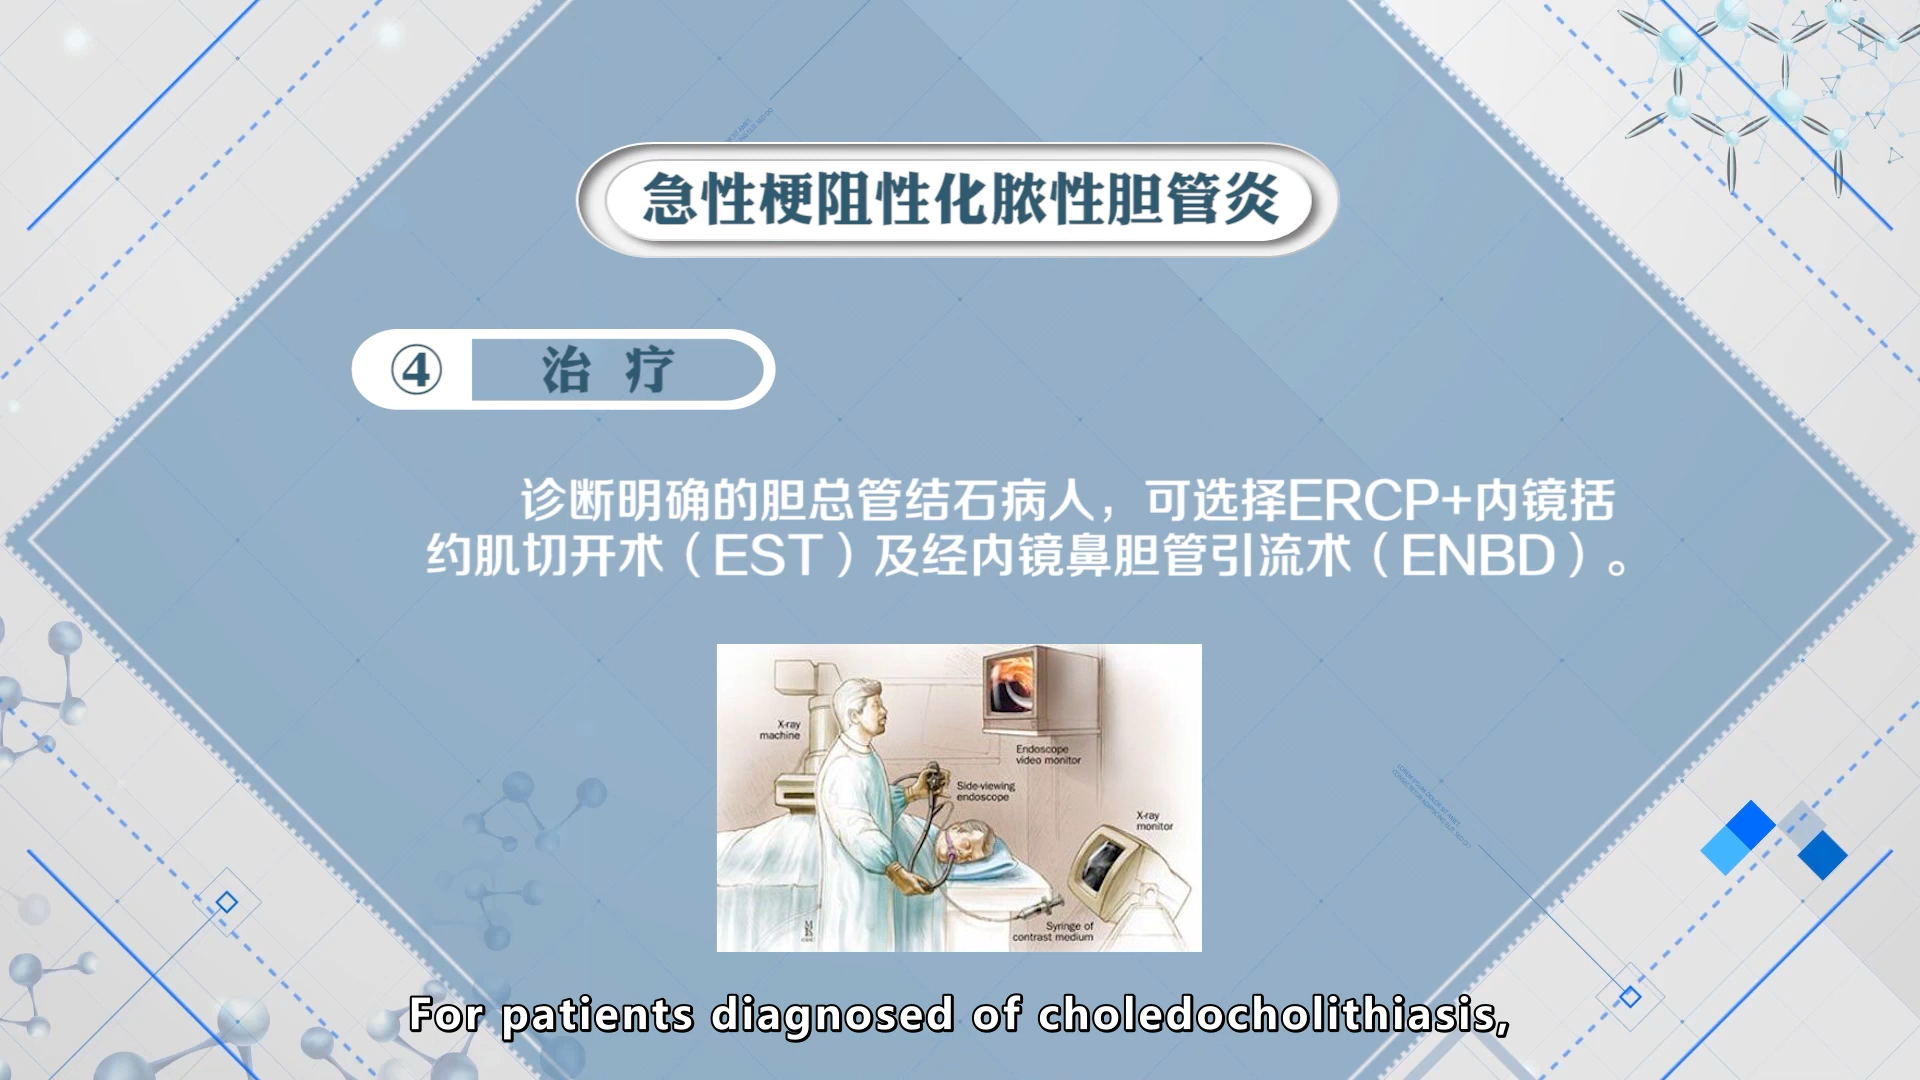 急性梗阻性化脓性胆管炎
④ 治 疗
诊断明确的胆总管结石病人，可选择ERCP+内镜括
约肌切开术（EST）及经内镜鼻胆管引流术（ENBD）。
X-ray
machine
Endoscope
video monitor
Side-viewing
endoscope
X-ray
monitor
Syringe of
contrast medium
For patients diagnosed of choledocholithiasis,